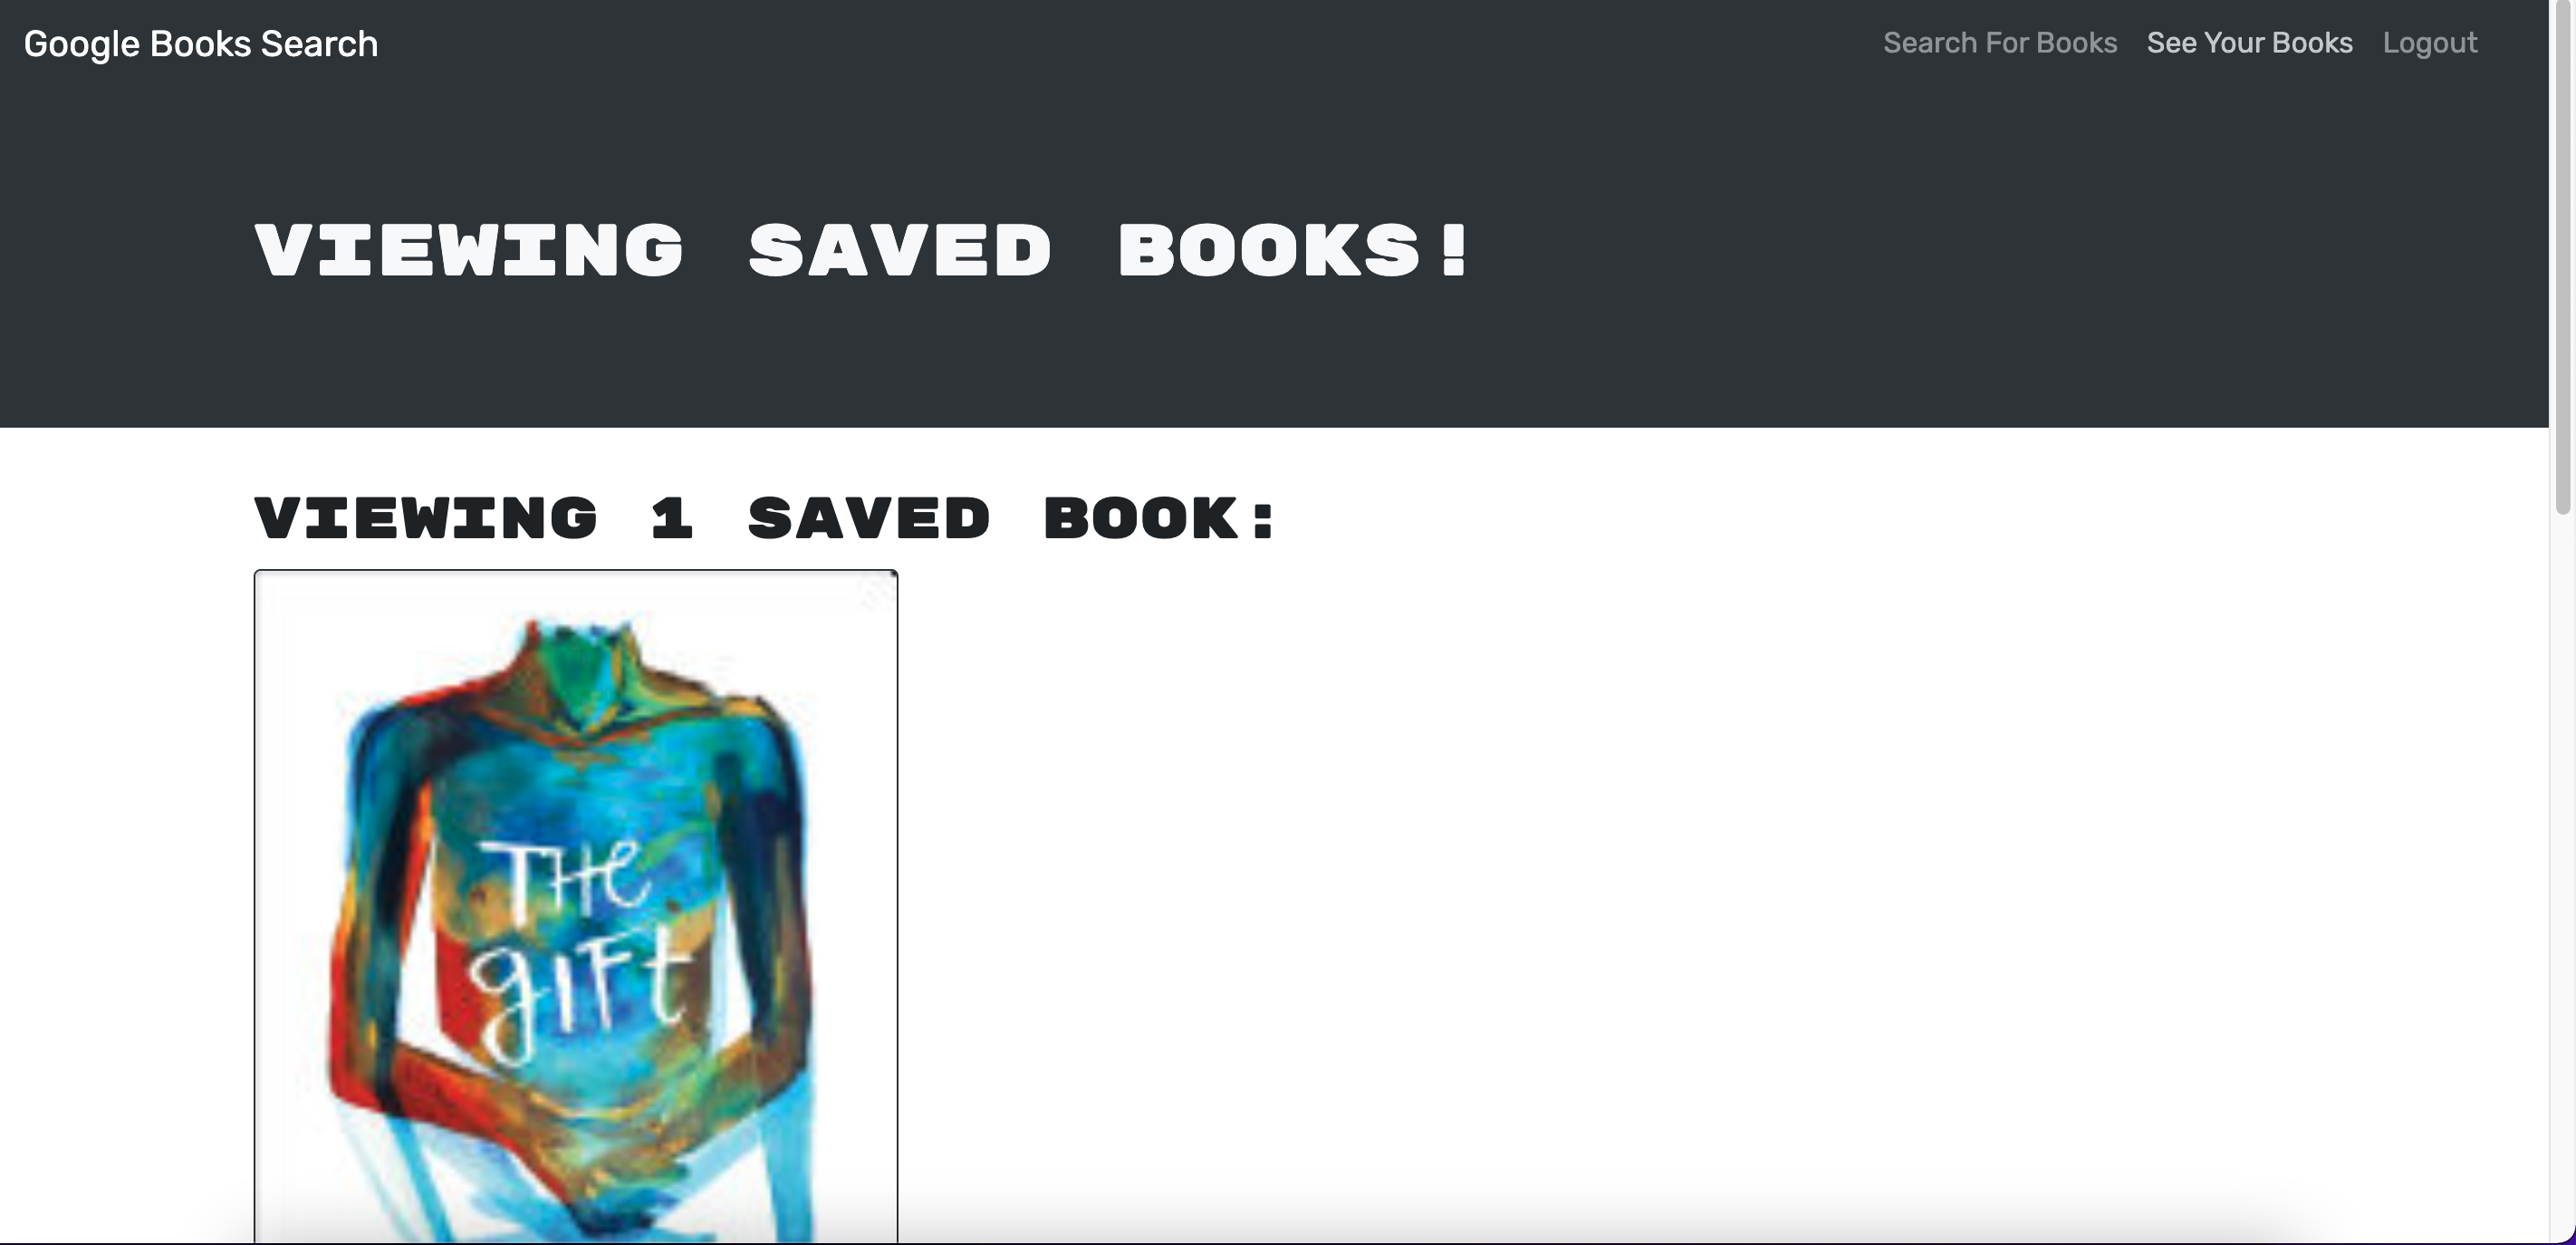 Google Books Search
Search For Books See Your Books Logout
VIEWING SAVED BOOKS!
VIEWING 1 SAVED BOOK:
THe
gIFt